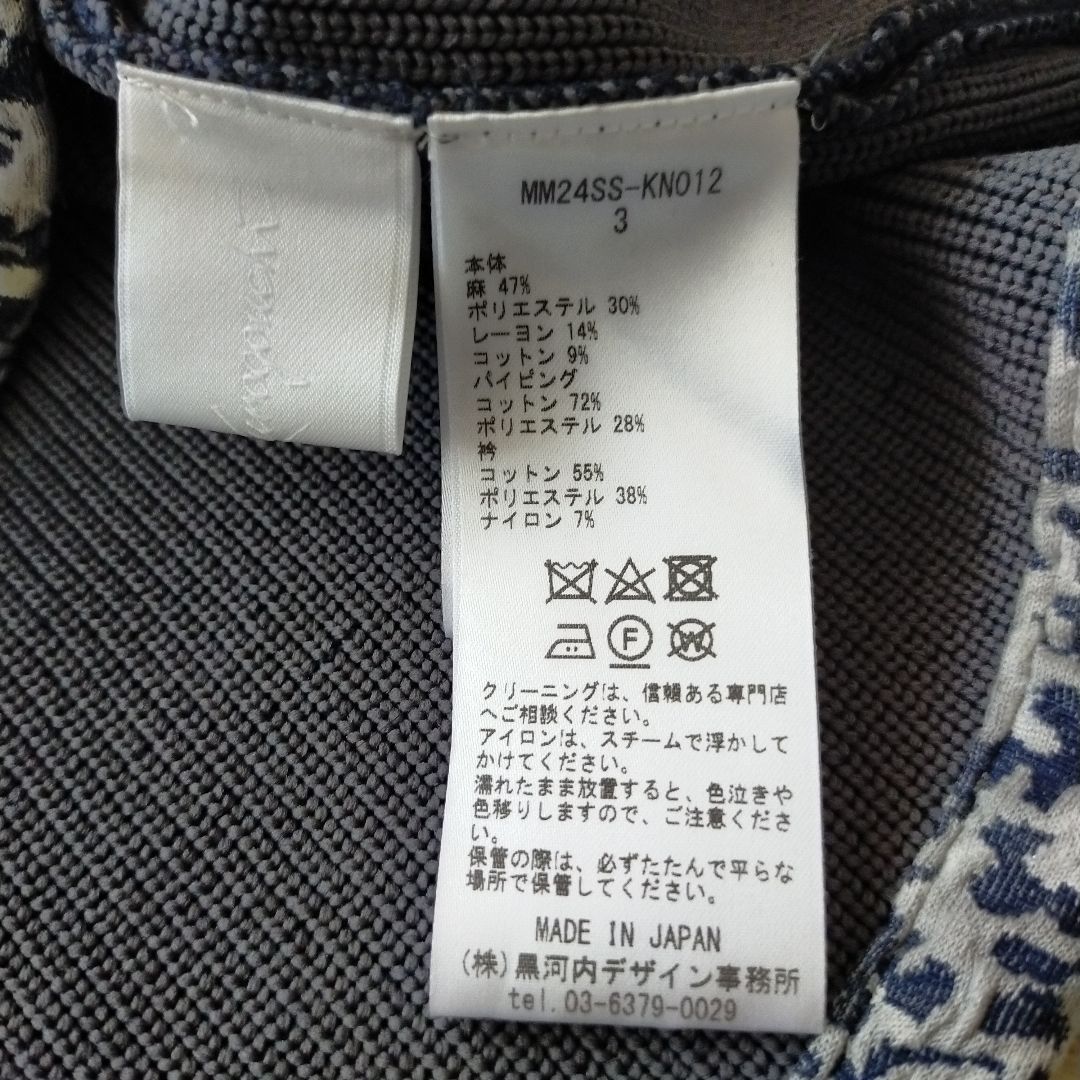 MM24SS-KN012
3
本体
麻 47%
ポリエステル 30%
レーヨン 14%
コットン 9%
パイピング
コットン 72%
ポリエステル 28%
衿
コットン 55%
ポリエステル 38%
ナイロン 7%
F
W
クリーニングは、信頼ある専門店
へご相談ください。
アイロンは、スチームで浮かして
かけてください。
濡れたまま放置すると、色泣きや
色移りしますので、ご注意くださ
い。
保管の際は、必ずたたんで平らな
場所で保管してください。
MADE IN JAPAN
(株)黒河内デザイン事務所
tel.03-6379-0029